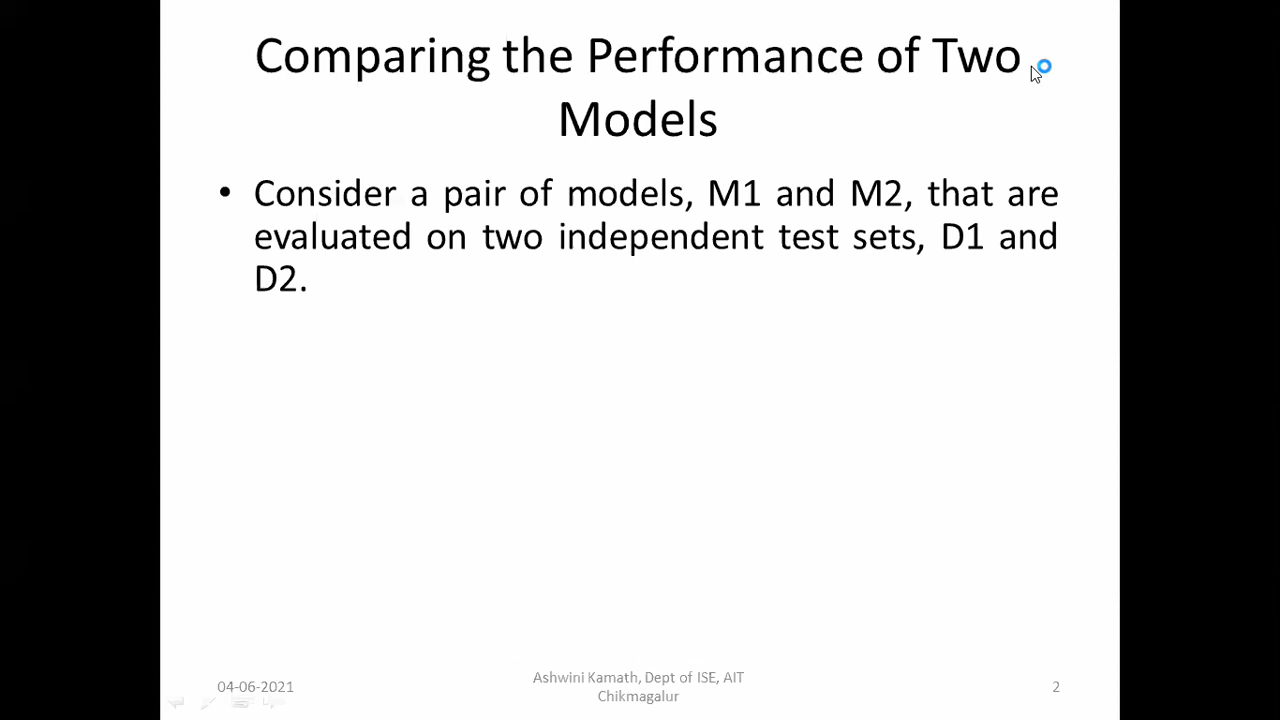 Comparing the Performance of Two
Models
• Consider a pair of models, M1 and M2, that are
evaluated on two independent test sets, D1 and
D2.
04-06-2021
Ashwini Kamath, Dept of ISE, AIT
Chikmagalur
2